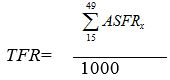 49
∑ ASFRₓ
15
TFR=
1000